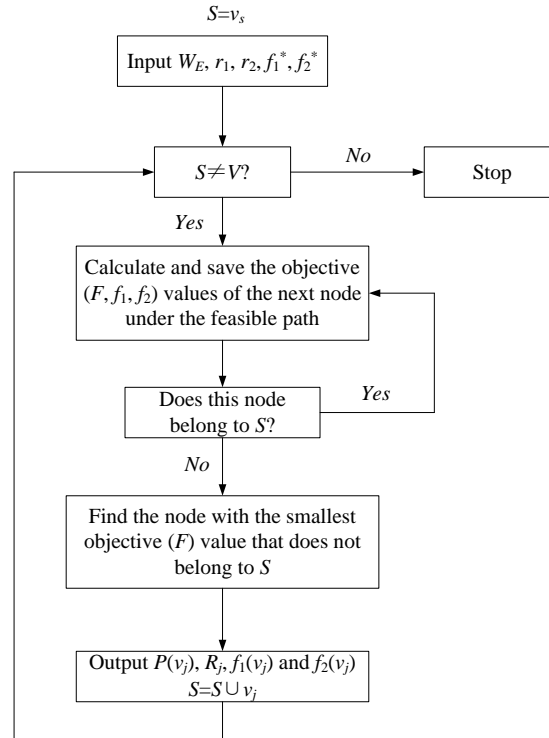 S=v_s
Input W_E, r_1, r_2, f_1^*, f_2^*
S≠V?
No
Stop
Yes
Calculate and save the objective
(F, f_1, f_2) values of the next node
under the feasible path
Does this node
belong to S?
Yes
No
Find the node with the smallest
objective (F) value that does not
belong to S
Output P(v_j), R_j, f_1(v_j) and f_2(v_j)
S=S∪v_j